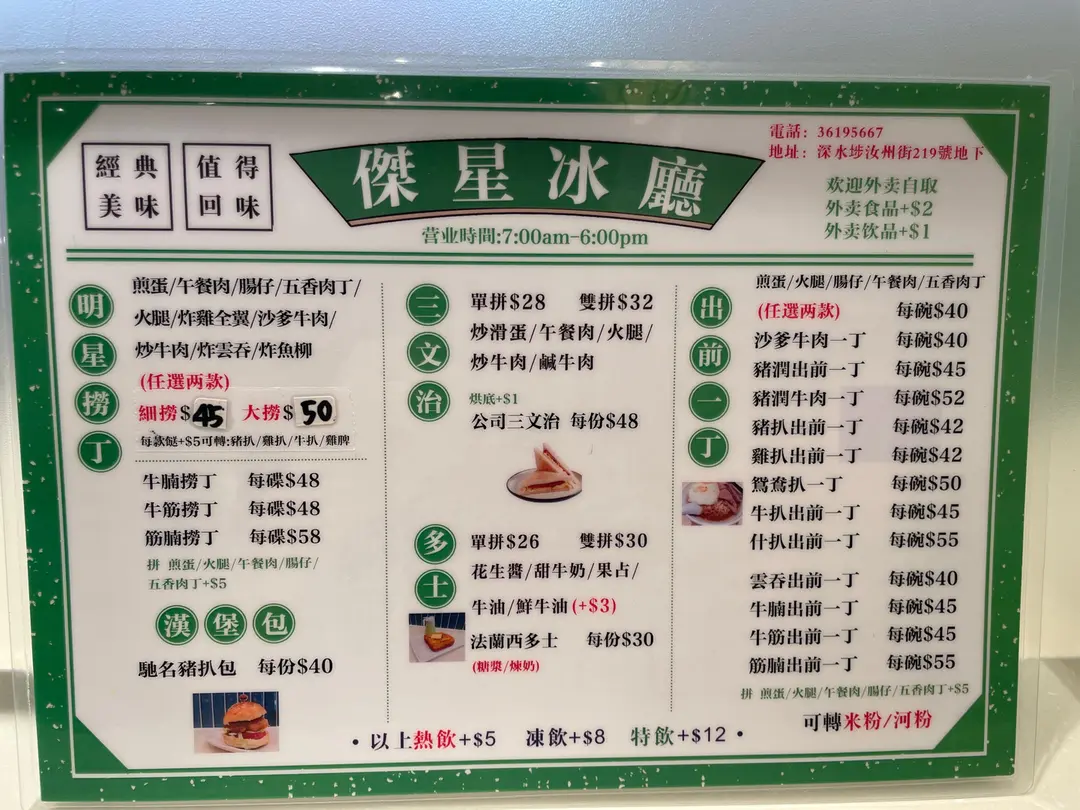 經典
美味
值得
回味
傑星冰廳
营业時間:7:00am-6:00pm
電話: 36195667
地址: 深水埗汝州街219號地下
欢迎外卖自取
外卖食品+$2
外卖饮品+$1
明星撈丁
煎蛋/午餐肉/腸仔/五香肉丁/
火腿/炸雞全翼/沙爹牛肉/
炒牛肉/炸雲吞/炸魚柳
(任選两款)
細撈$45 大撈$50
每款餸+$5可轉:豬扒/雞扒/牛扒/雞脾
牛腩撈丁 每碟$48
牛筋撈丁 每碟$48
筋腩撈丁 每碟$58
拼 煎蛋/火腿/午餐肉/腸仔/
五香肉丁+$5
漢堡包
馳名豬扒包 每份$40
三文治
單拼$28 雙拼$32
炒滑蛋/午餐肉/火腿/
炒牛肉/鹹牛肉
烘底+$1
公司三文治 每份$48
多士
單拼$26 雙拼$30
花生醬/甜牛奶/果占/
牛油/鮮牛油(+$3)
法蘭西多士 每份$30
(糖漿/煉奶)
出前一丁
煎蛋/火腿/腸仔/午餐肉/五香肉丁
(任選两款) 每碗$40
沙爹牛肉一丁 每碗$40
豬潤出前一丁 每碗$45
豬潤牛肉一丁 每碗$52
豬扒出前一丁 每碗$42
雞扒出前一丁 每碗$42
鴛鴦扒一丁 每碗$50
牛扒出前一丁 每碗$45
什扒出前一丁 每碗$55
雲吞出前一丁 每碗$40
牛腩出前一丁 每碗$45
牛筋出前一丁 每碗$45
筋腩出前一丁 每碗$55
拼 煎蛋/火腿/午餐肉/腸仔/五香肉丁+$5
可轉米粉/河粉
•以上熱飲+$5 凍飲+$8 特飲+$12•